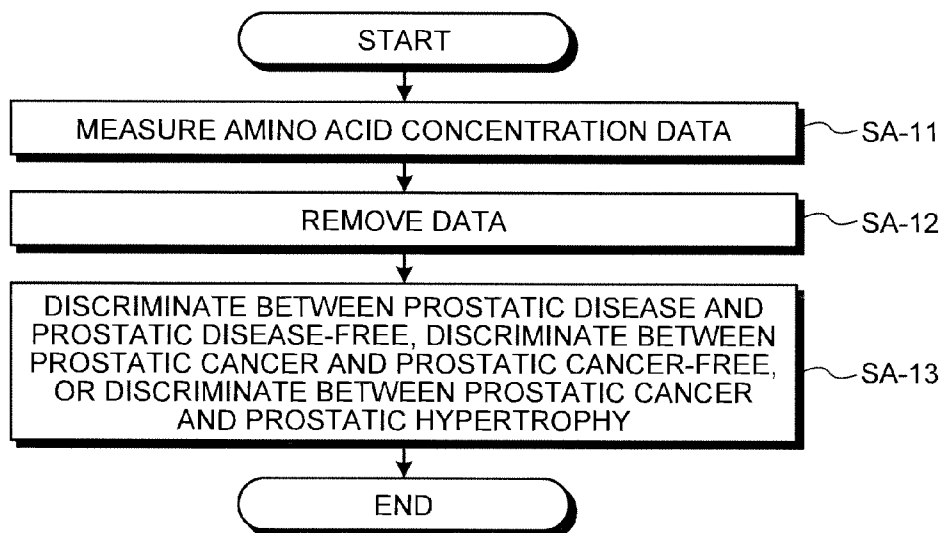 START
MEASURE AMINO ACID CONCENTRATION DATA
SA-11
REMOVE DATA
SA-12
DISCRIMINATE BETWEEN PROSTATIC DISEASE AND
PROSTATIC DISEASE-FREE, DISCRIMINATE BETWEEN
PROSTATIC CANCER AND PROSTATIC CANCER-FREE,
OR DISCRIMINATE BETWEEN PROSTATIC CANCER
AND PROSTATIC HYPERTROPHY
SA-13
END